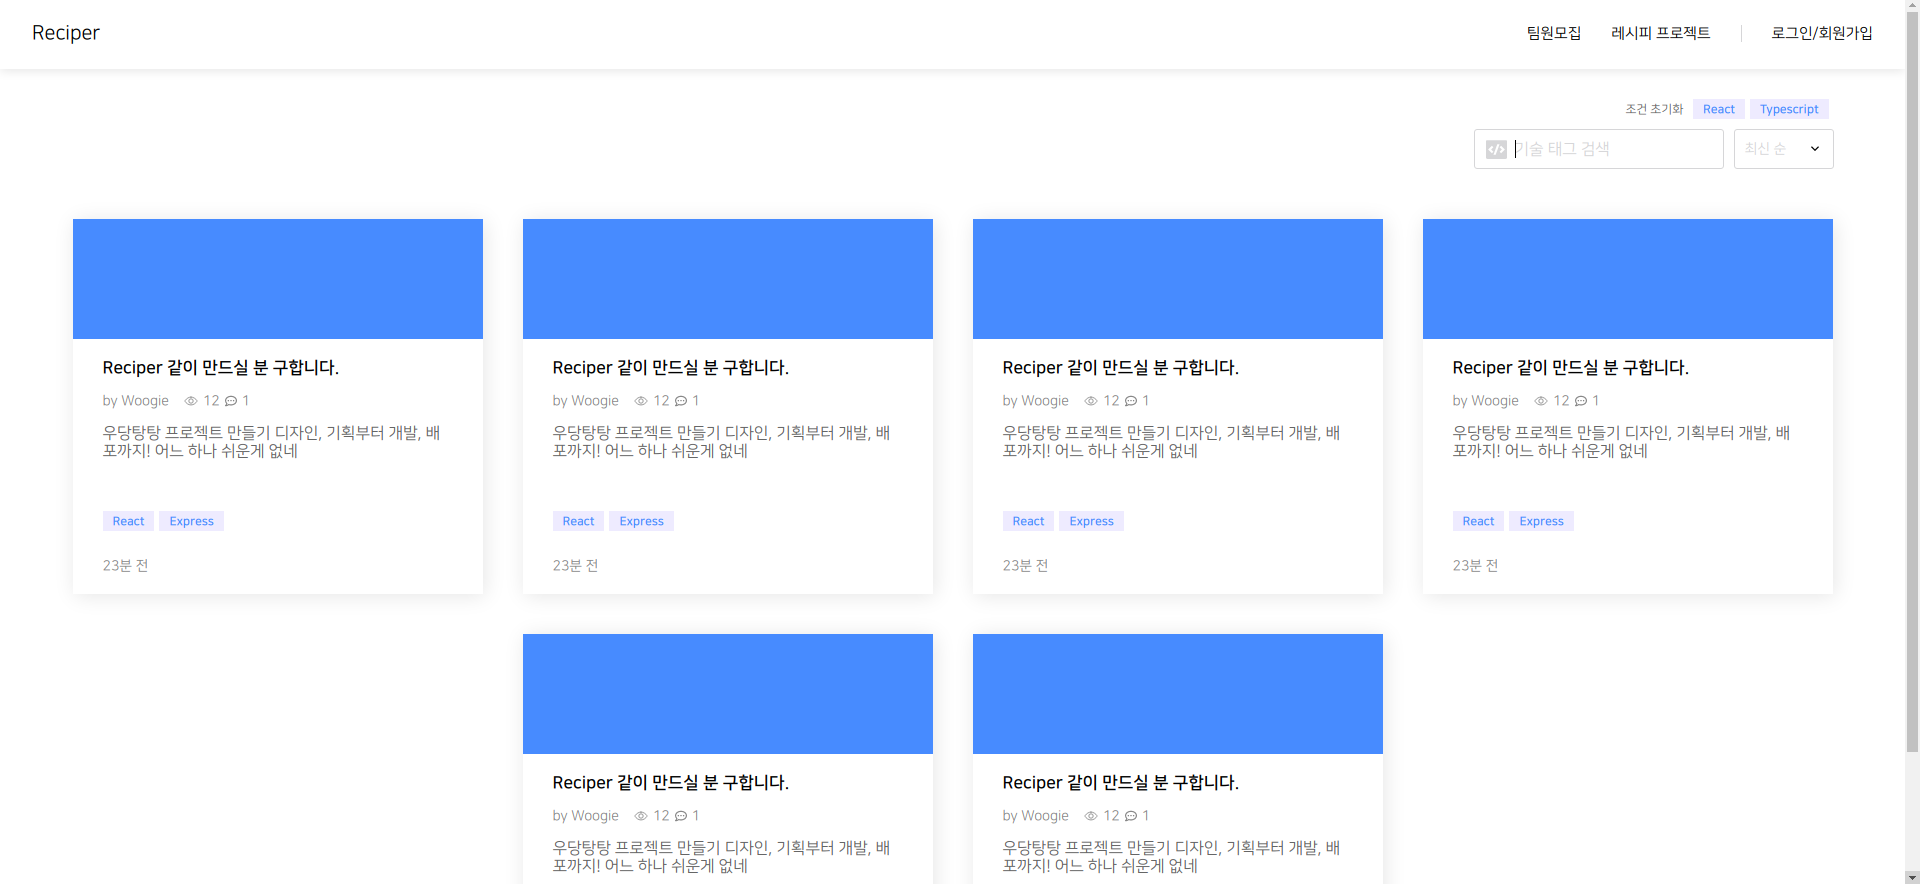 Reciper
팀원모집 레시피 프로젝트 로그인/회원가입
조건 초기화 React Typescript
기술 태그 검색 최신 순
Reciper 같이 만드실 분 구합니다.
by Woogie 12 1
우당탕탕 프로젝트 만들기 디자인, 기획부터 개발, 배
포까지! 어느 하나 쉬운게 없네
React Express
23분 전
Reciper 같이 만드실 분 구합니다.
by Woogie 12 1
우당탕탕 프로젝트 만들기 디자인, 기획부터 개발, 배
포까지! 어느 하나 쉬운게 없네
React Express
23분 전
Reciper 같이 만드실 분 구합니다.
by Woogie 12 1
우당탕탕 프로젝트 만들기 디자인, 기획부터 개발, 배
포까지! 어느 하나 쉬운게 없네
React Express
23분 전
Reciper 같이 만드실 분 구합니다.
by Woogie 12 1
우당탕탕 프로젝트 만들기 디자인, 기획부터 개발, 배
포까지! 어느 하나 쉬운게 없네
React Express
23분 전
Reciper 같이 만드실 분 구합니다.
by Woogie 12 1
우당탕탕 프로젝트 만들기 디자인, 기획부터 개발, 배
포까지! 어느 하나 쉬운게 없네
Reciper 같이 만드실 분 구합니다.
by Woogie 12 1
우당탕탕 프로젝트 만들기 디자인, 기획부터 개발, 배
포까지! 어느 하나 쉬운게 없네